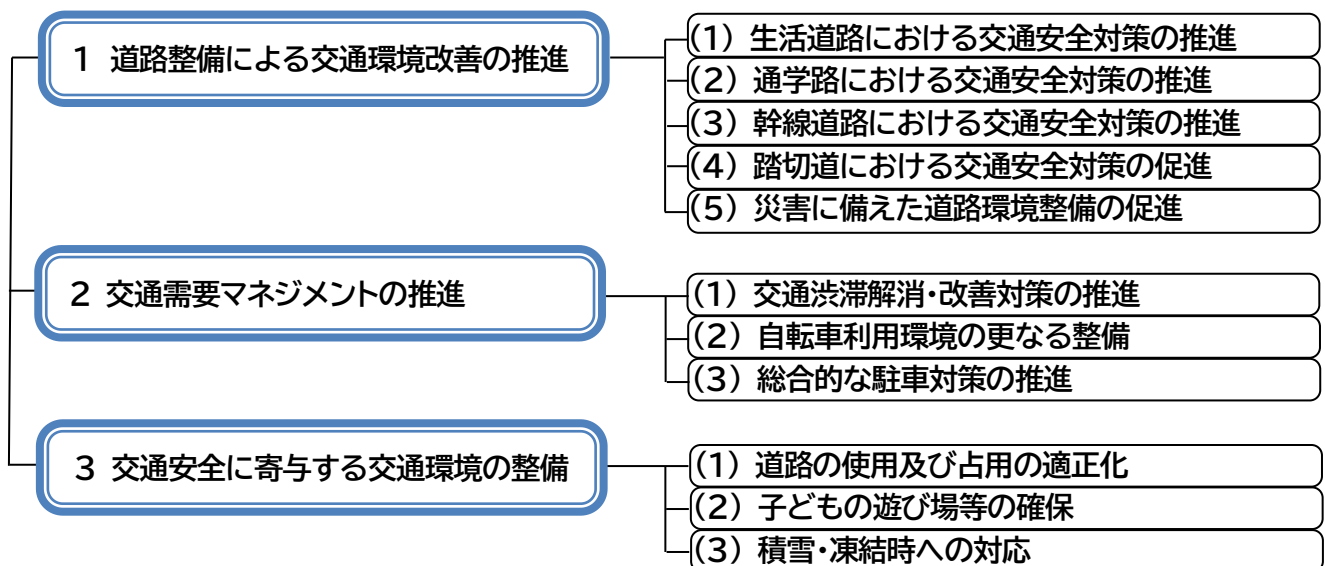 1 道路整備による交通環境改善の推進
(1) 生活道路における交通安全対策の推進
(2) 通学路における交通安全対策の推進
(3) 幹線道路における交通安全対策の推進
(4) 踏切道における交通安全対策の促進
(5) 災害に備えた道路環境整備の促進
2 交通需要マネジメントの推進
(1) 交通渋滞解消・改善対策の推進
(2) 自転車利用環境の更なる整備
(3) 総合的な駐車対策の推進
3 交通安全に寄与する交通環境の整備
(1) 道路の使用及び占用の適正化
(2) 子どもの遊び場等の確保
(3) 積雪・凍結時への対応